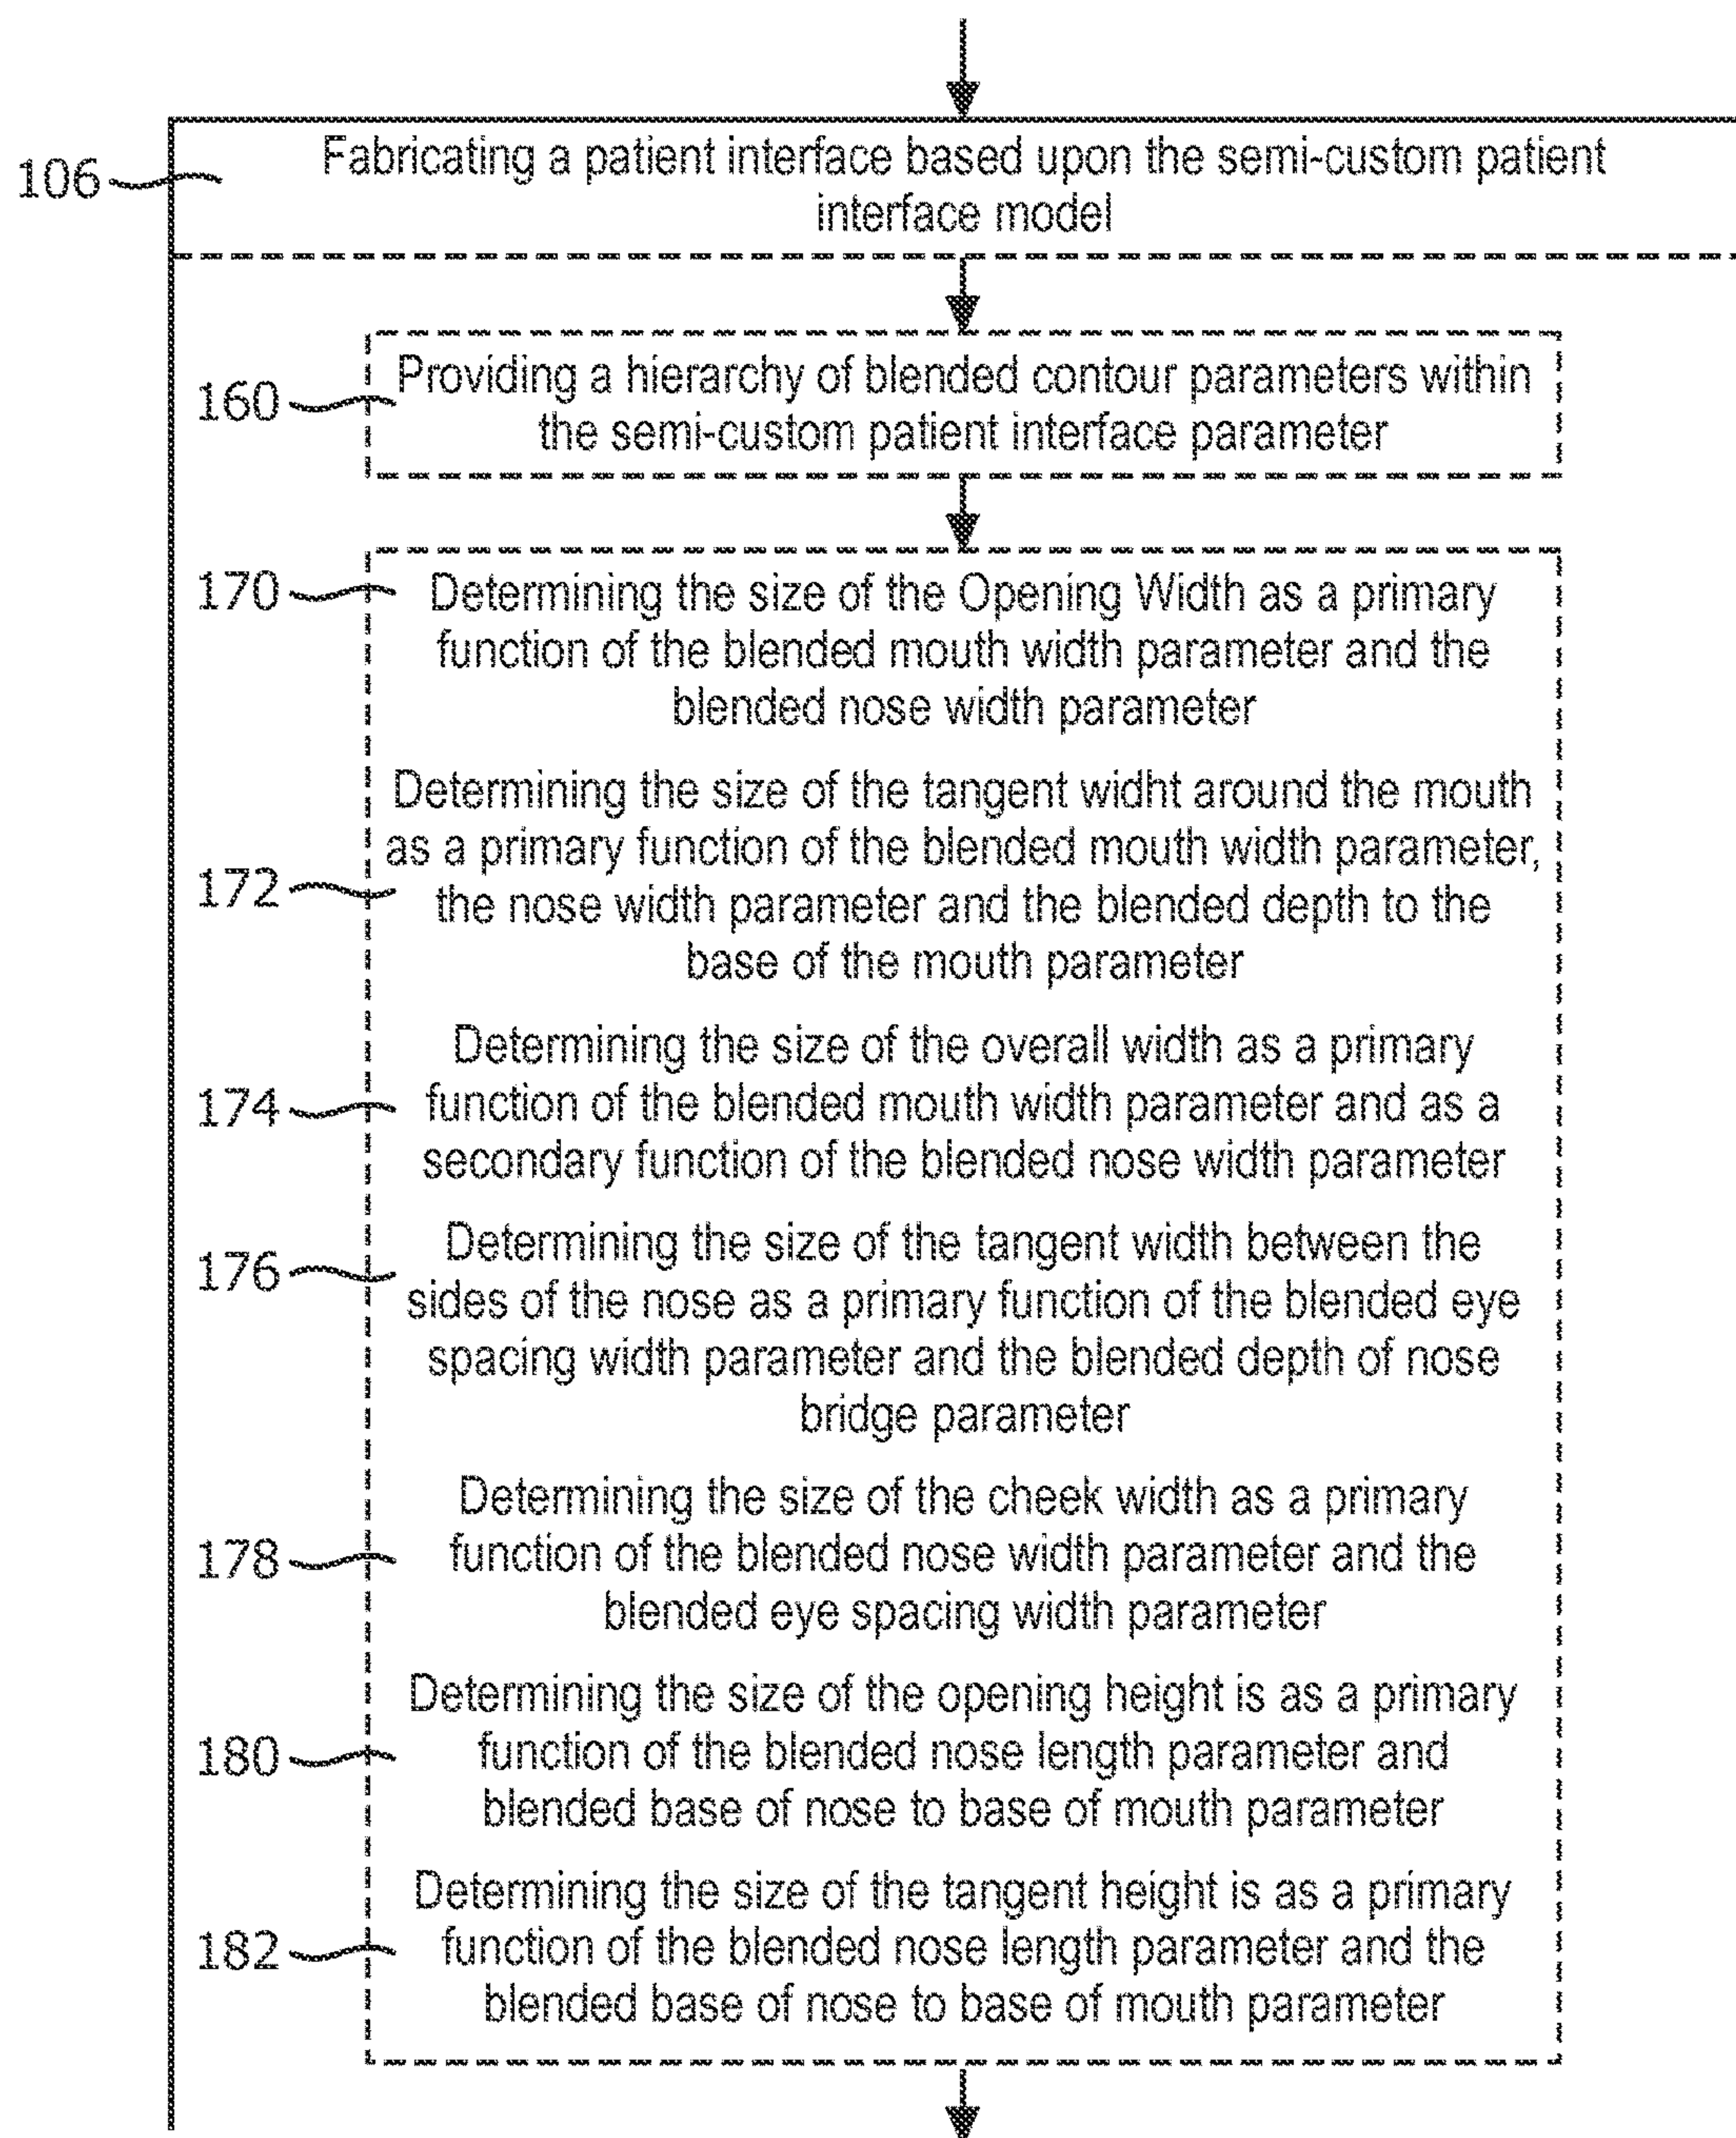 106
Fabricating a patient interface based upon the semi-custom patient
interface model
160
Providing a hierarchy of blended contour parameters within
the semi-custom patient interface parameter
170
Determining the size of the Opening Width as a primary
function of the blended mouth width parameter and the
blended nose width parameter
172
Determining the size of the tangent widht around the mouth
as a primary function of the blended mouth width parameter,
the nose width parameter and the blended depth to the
base of the mouth parameter
174
Determining the size of the overall width as a primary
function of the blended mouth width parameter and as a
secondary function of the blended nose width parameter
176
Determining the size of the tangent width between the
sides of the nose as a primary function of the blended eye
spacing width parameter and the blended depth of nose
bridge parameter
178
Determining the size of the cheek width as a primary
function of the blended nose width parameter and the
blended eye spacing width parameter
180
Determining the size of the opening height is as a primary
function of the blended nose length parameter and
blended base of nose to base of mouth parameter
182
Determining the size of the tangent height is as a primary
function of the blended nose length parameter and the
blended base of nose to base of mouth parameter